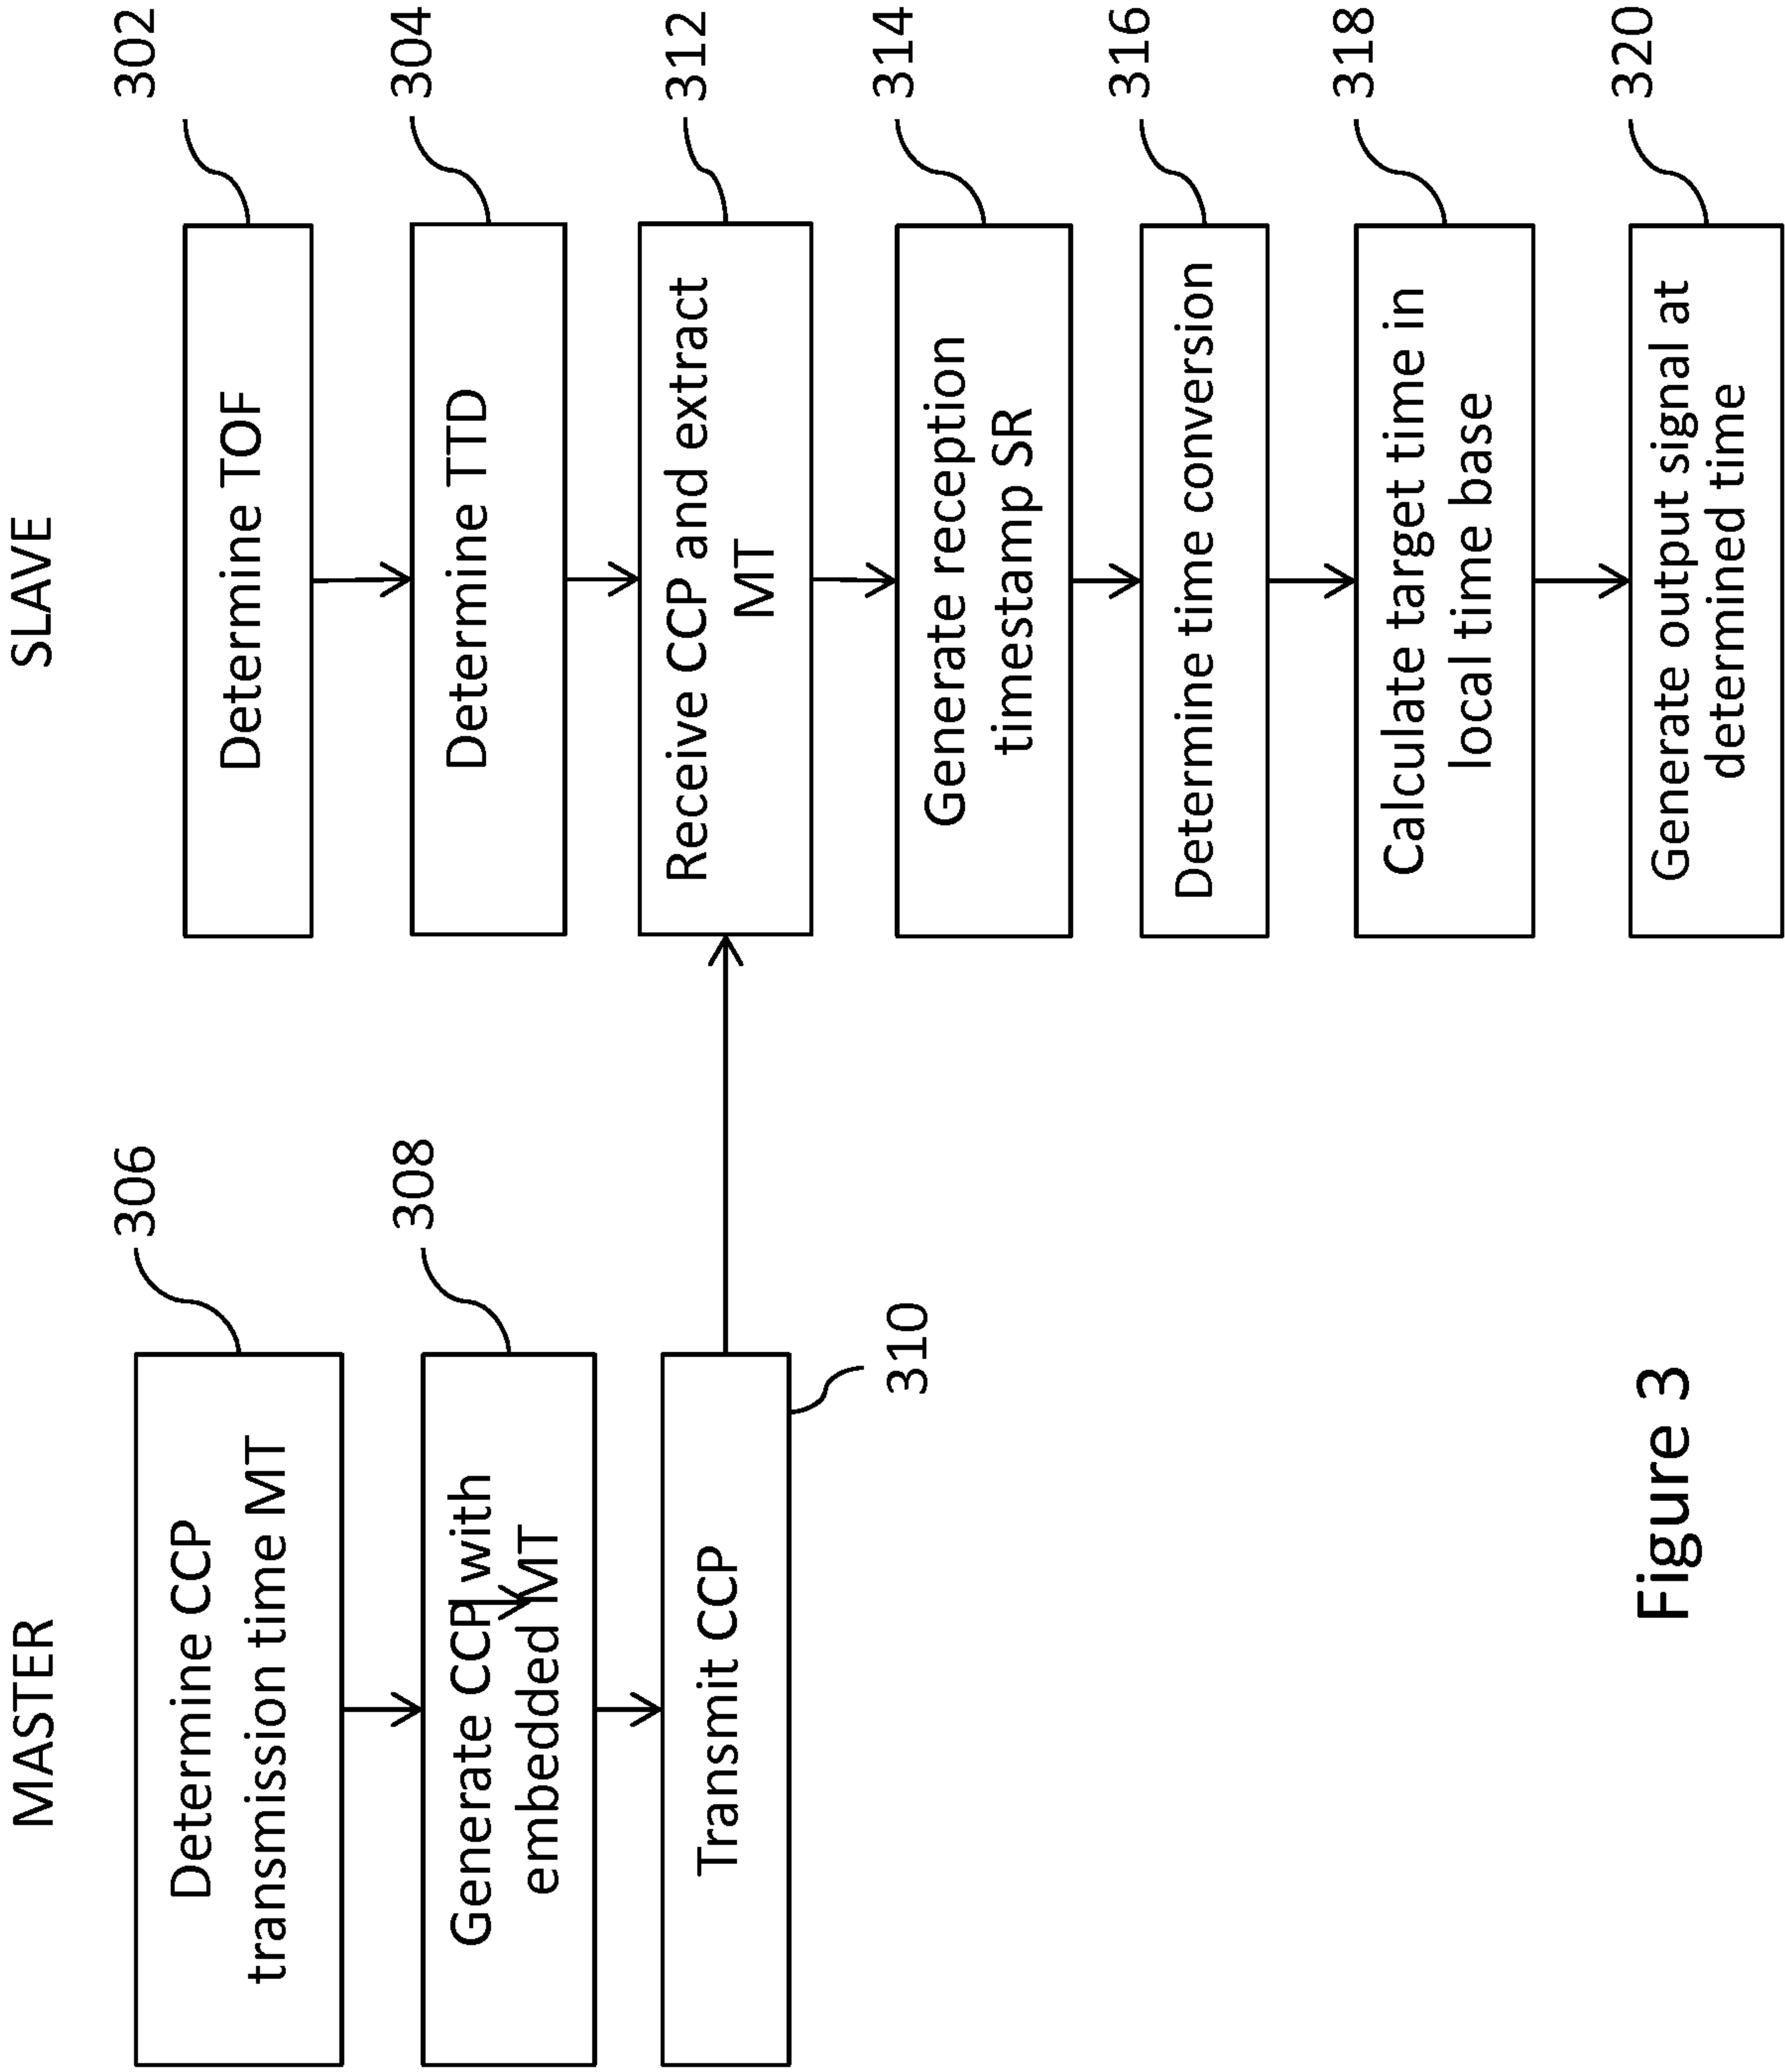 MASTER
SLAVE
Determine CCP
transmission time MT
306
Generate CCP with
embedded MT
308
Transmit CCP
310
Determine TOF
302
Determine TTD
304
Receive CCP and extract
MT
312
Generate reception
timestamp SR
314
Determine time conversion
316
Calculate target time in
local time base
318
Generate output signal at
determined time
320
Figure 3